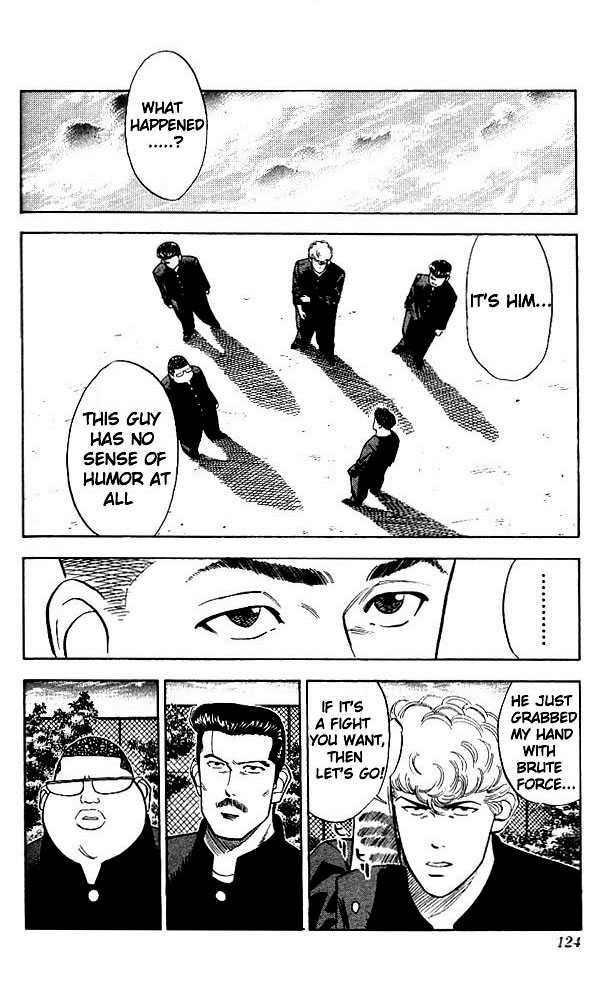 WHAT
HAPPENED
.....?
IT'S HIM...
THIS GUY
HAS NO
SENSE OF
HUMOR AT
ALL
.........
HE JUST
GRABBED
MY HAND
WITH
BRUTE
FORCE...
IF IT'S
A FIGHT
YOU WANT,
THEN
LET'S GO!
124